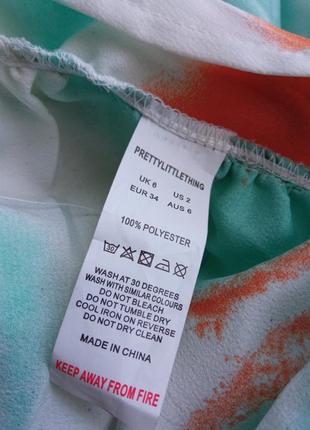 PRETTYLITTLETHING
UK 6 US 2
EUR 34 AUS 6
100% POLYESTER
30
WASH AT 30 DEGREES
WASH WITH SIMILAR COLOURS
DO NOT BLEACH
DO NOT TUMBLE DRY
COOL IRON ON REVERSE
DO NOT DRY CLEAN
MADE IN CHINA
KEEP AWAY FROM FIRE